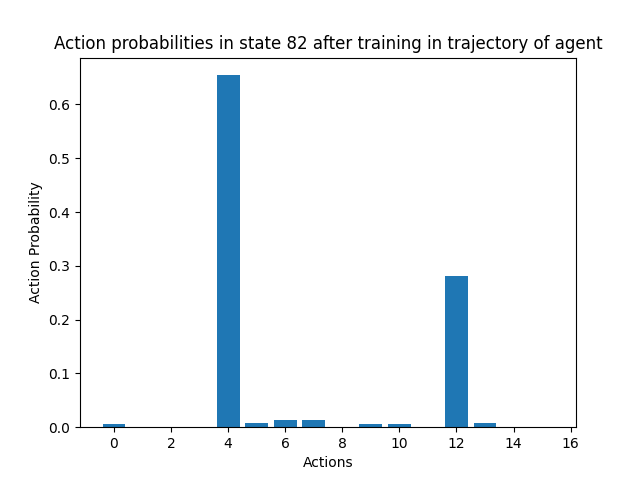 Action probabilities in state 82 after training in trajectory of agent
Action Probability
0.6
0.5
0.4
0.3
0.2
0.1
0.0
0 2 4 6 8 10 12 14 16
Actions